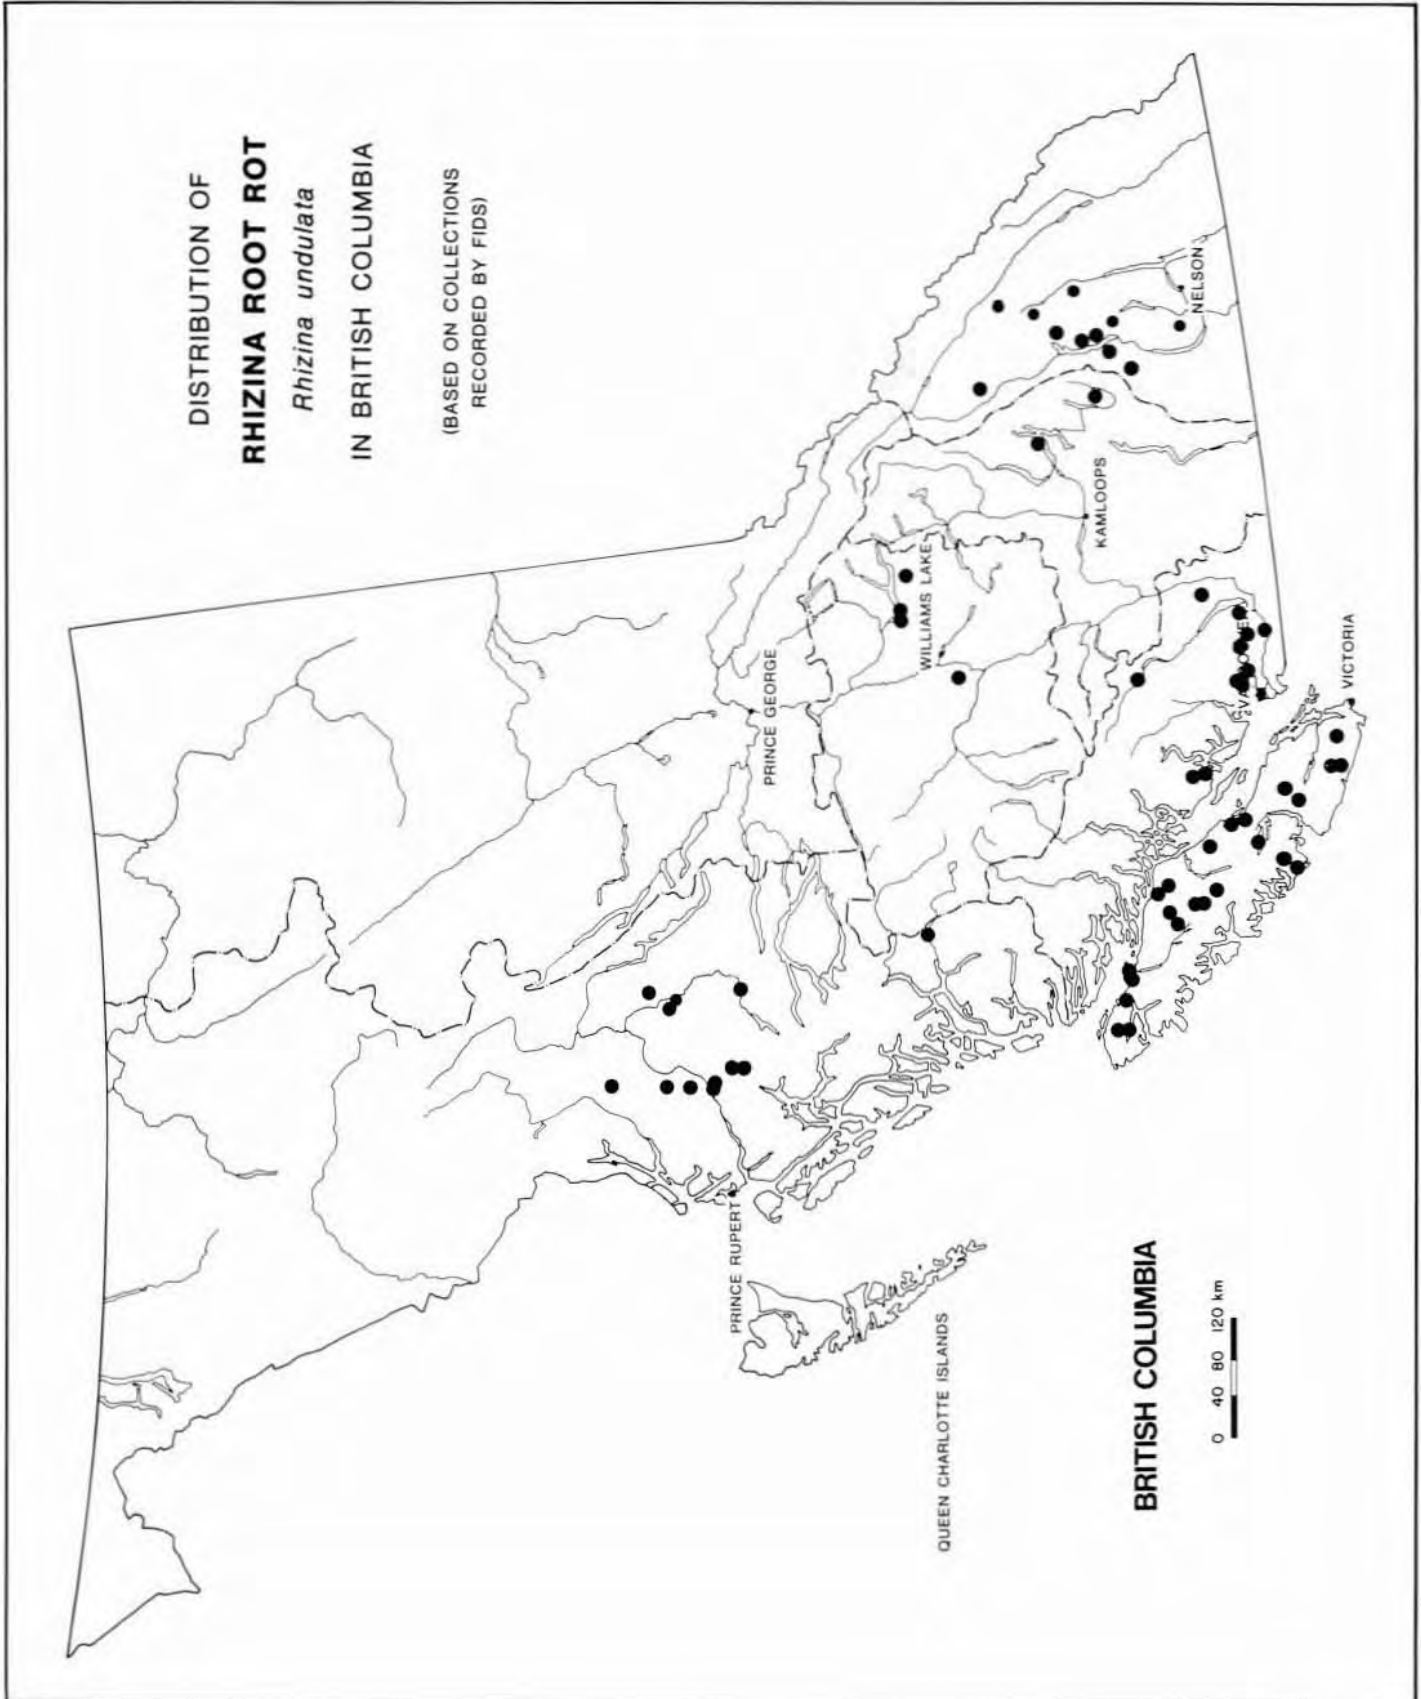 DISTRIBUTION OF
RHIZINA ROOT ROT
Rhizina undulata
IN BRITISH COLUMBIA
(BASED ON COLLECTIONS
RECORDED BY FIDS)
PRINCE GEORGE
PRINCE RUPERT
WILLIAMS LAKE
QUEEN CHARLOTTE ISLANDS
KAMLOOPS
NELSON
VANCOUVER
VICTORIA
BRITISH COLUMBIA
0 40 80 120 km